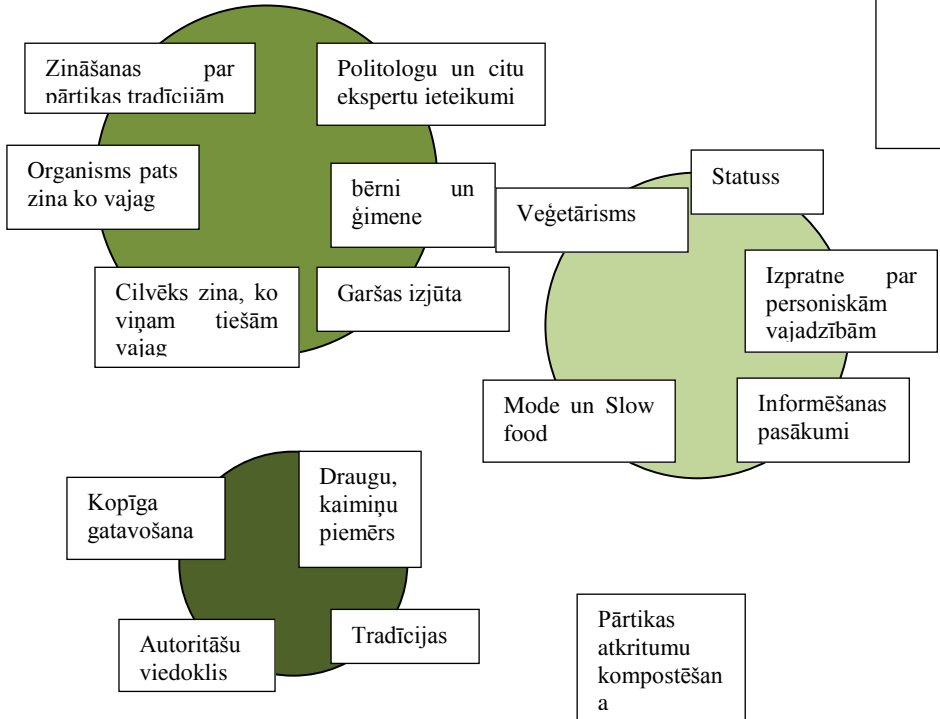 Zināšanas par
pārtikas tradīcijām
Politologu un citu
ekspertu ieteikumi
Organisms pats
zina ko vajag
bērni un
ģimene
Cilvēks zina, ko
viņam tiešām
vajag
Garšas izjūta
Veģetārisms
Statuss
Izpratne par
personiskām
vajadzībām
Mode un Slow
food
Informēšanas
pasākumi
Kopīga
gatavošana
Draugu,
kaimiņu
piemērs
Autoritāšu
viedoklis
Tradīcijas
Pārtikas
atkritumu
kompostēšan
a